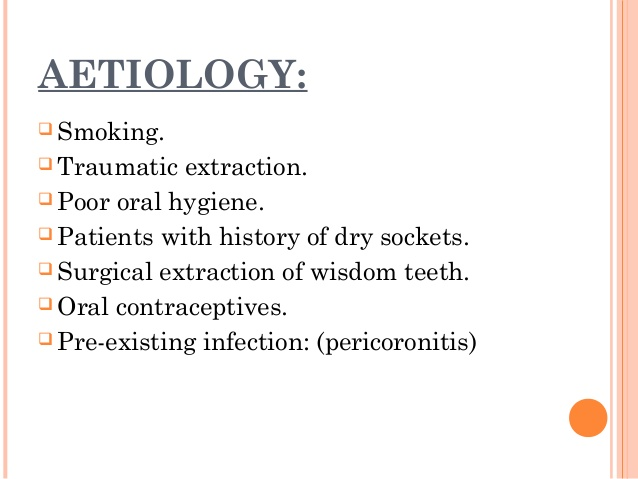 AETIOLOGY:
Smoking.
Traumatic extraction.
Poor oral hygiene.
Patients with history of dry sockets.
Surgical extraction of wisdom teeth.
Oral contraceptives.
Pre-existing infection: (pericoronitis)